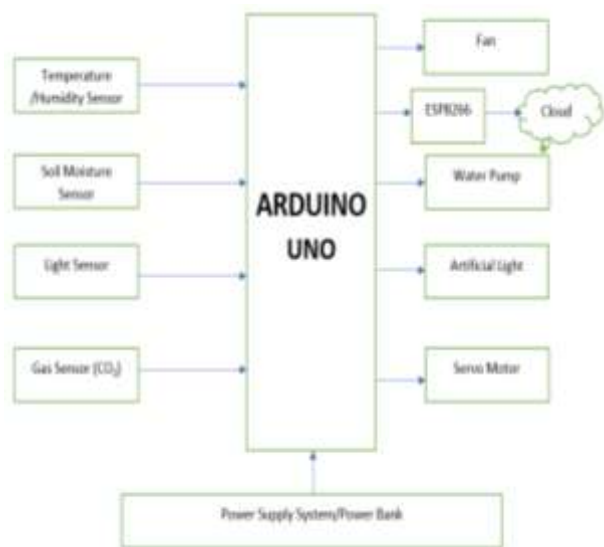 Fan
Temperature
/Humidity Sensor
ESP8266
Cloud
Soil Moisture
Sensor
Water Pump
ARDUINO
UNO
Light Sensor
Artificial Light
Gas Sensor (CO₂)
Servo Motor
Power Supply System/Power Bank